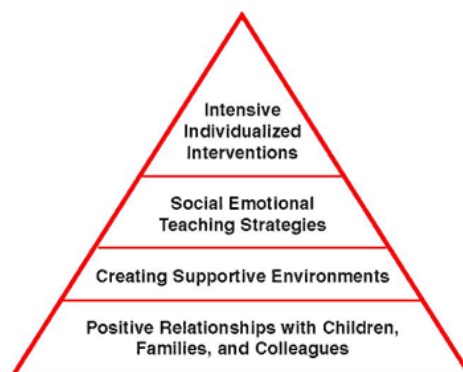 Intensive
Individualized
Interventions
Social Emotional
Teaching Strategies
Creating Supportive Environments
Positive Relationships with Children,
Families, and Colleagues